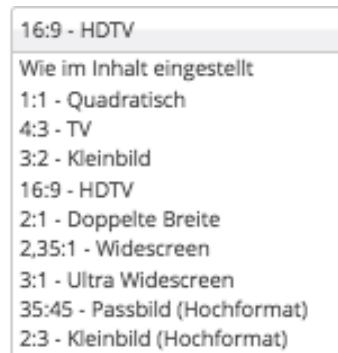 16:9 - HDTV
Wie im Inhalt eingestellt
1:1 - Quadratisch
4:3 - TV
3:2 - Kleinbild
16:9 - HDTV
2:1 - Doppelte Breite
2,35:1 - Widescreen
3:1 - Ultra Widescreen
35:45 - Passbild (Hochformat)
2:3 - Kleinbild (Hochformat)